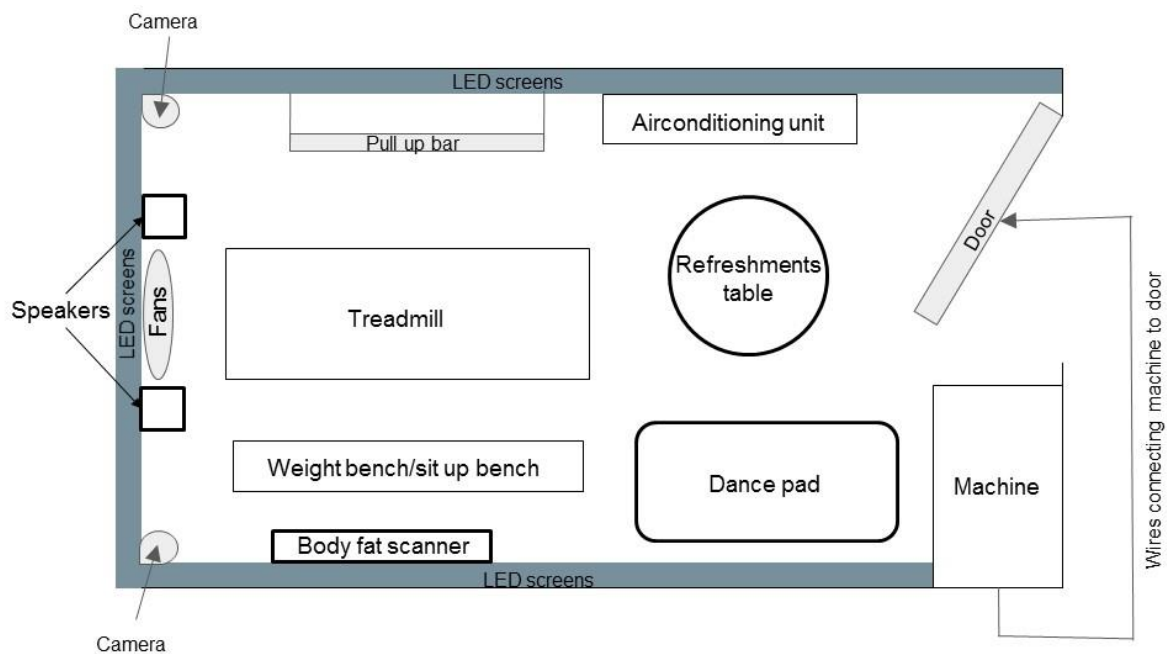 Camera
LED screens
Pull up bar
Airconditioning unit
Door
Speakers
LED screens
Fans
Treadmill
Refreshments
table
Wires connecting machine to door
Weight bench/sit up bench
Dance pad
Machine
Body fat scanner
LED screens
Camera